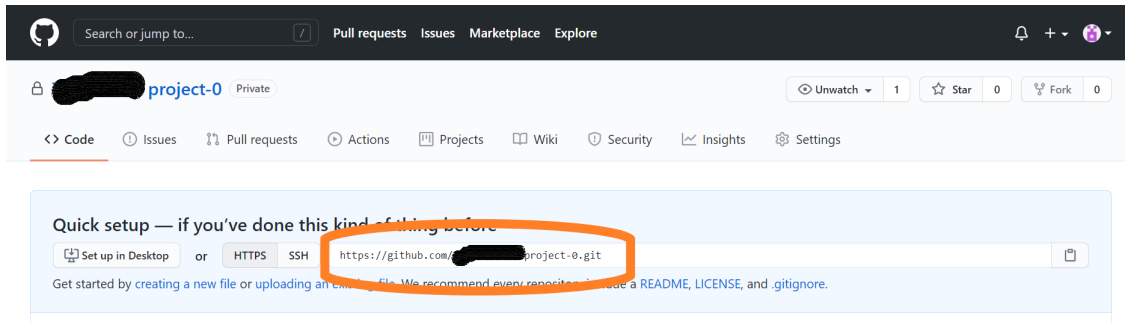 Search or jump to... / Pull requests Issues Marketplace Explore
project-0 Private Unwatch 1 Star 0 Fork 0
Code Issues Pull requests Actions Projects Wiki Security Insights Settings
Quick setup — if you've done this kind of thing before
Set up in Desktop or HTTPS SSH https://github.com/ project-0.git
Get started by creating a new file or uploading an existing file. We recommend every repository include a README, LICENSE, and .gitignore.